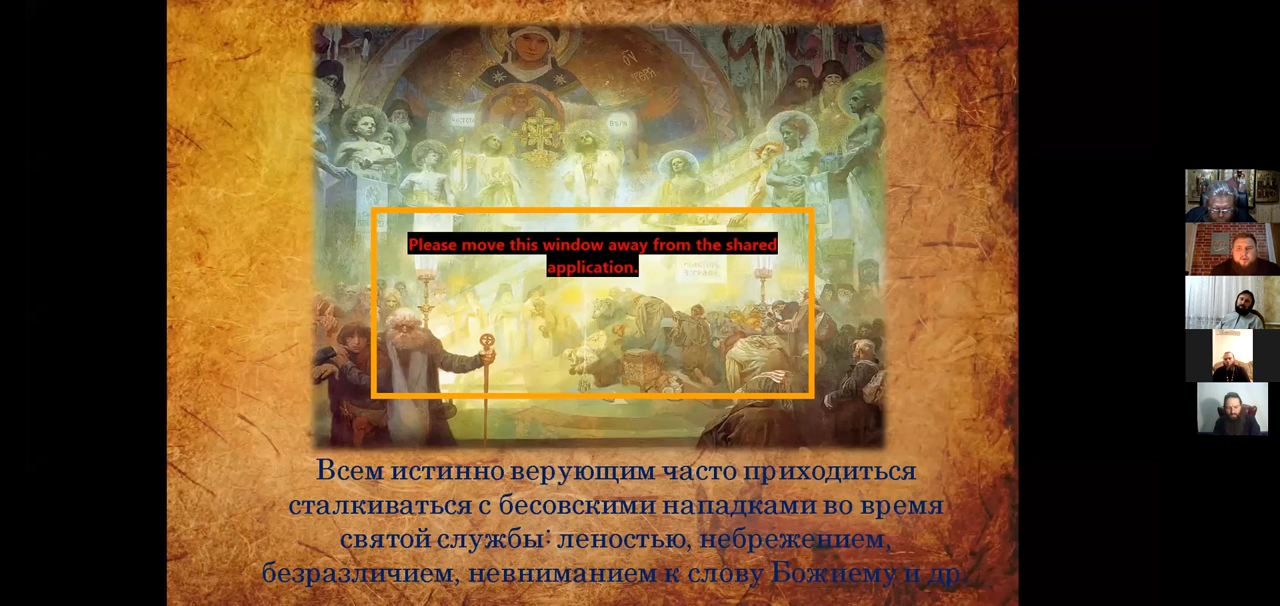 Please move this window away from the shared
application.
Всем истинно верующим часто приходиться
сталкиваться с бесовскими нападками во время
святой службы: леностью, небрежением,
безразличием, невниманием к слову Божиему и др.